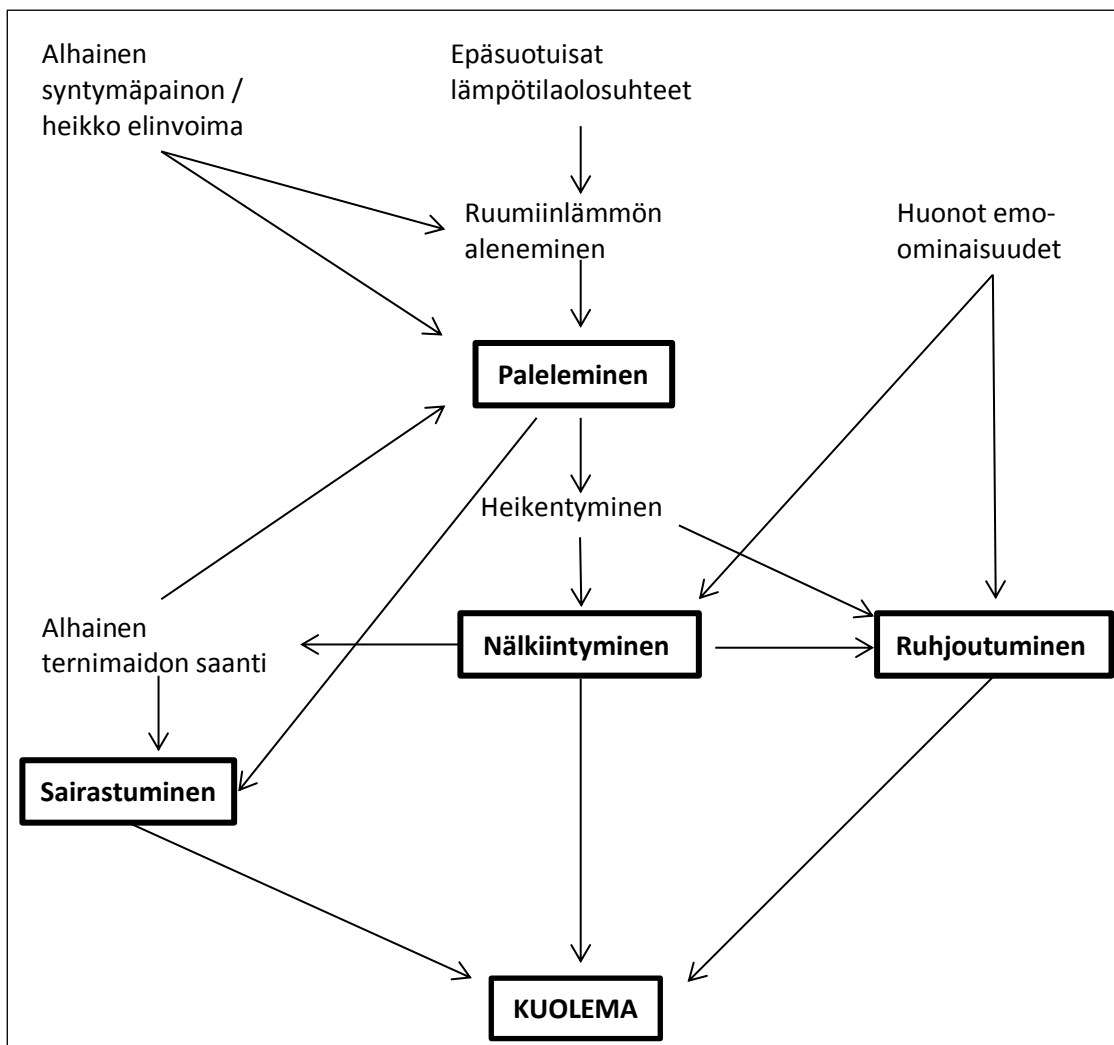 Alhainen
syntymäpainon /
heikko elinvoima
Epäsuotuisat
lämpötilaolosuhteet
Ruumiinlämmön
aleneminen
Huonot emo-
ominaisuudet
Paleleminen
Heikentyminen
Alhainen
ternimaidon saanti
Nälkiintyminen
Ruhjoutuminen
Sairastuminen
KUOLEMA